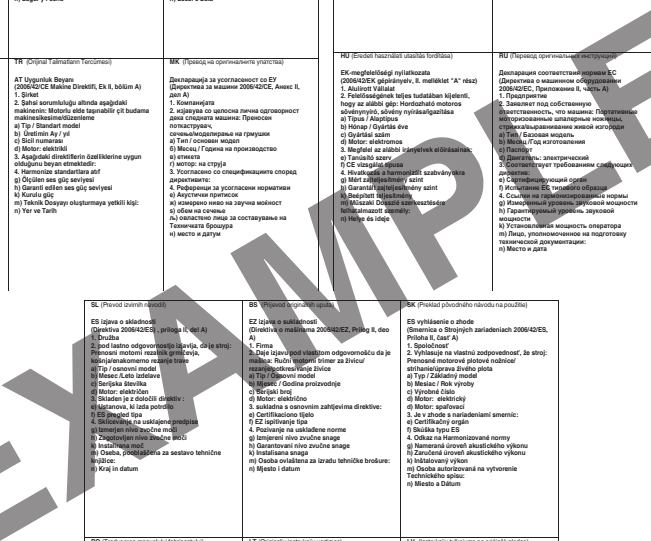 TR (Orijinal Talimatların Tercümesi)
AT Uygunluk Beyanı
(2006/42/CE Makine Direktifi, Ek II, bölüm A)
1. Şirket
2. Şahsi sorumluluğu altında aşağıdaki
makinenin: Motorlu elde taşınabilir çit budama
makinesikesime/düzenleme
a) Tip / Standart model
b) Üretimin Ay / yıl
c) Sicil numarasi
d) Motor: elektrikli
3. Aşağıdaki direktiflerin özelliklerine uygun
olduğunu beyan etmektedir:
4. Harmonize standartlara atıf
g) Ölçülen ses güç seviyesi
h) Garanti edilen ses güç seviyesi
k) Kurulu güç
m) Teknik Dosyayı oluşturmaya yetkili kişi:
n) Yer ve Tarih
MK (Превод на оригиналните упатства)
Декларација за усогласеност со ЕУ
(Директива за машини 2006/42/CE, Анекс II,
дел A)
1. Компанијата
2. изјавува со целосна лична одговорност
дека следната машина: Преносен
поткаструвач,
сечење/моделирање на грмушки
а) Тип / основен модел
б) Месец / Година на производство
в) етикета
г) мотор: на струја
3. Усогласено со спецификациите според
директивите:
4. Референци за усогласени нормативи
е) Акустички притисок
ж) измерено ниво на звучна моќност
ѕ) обем на сечење
љ) овластено лице за составување на
Техничката брошура
н) место и датум
HU (Eredeti használati utasítás fordítása)
EK-megfelelőségi nyilatkozata
(2006/42/EK gépirányelv, II. melléklet "A" rész)
1. Alulírott Vállalat
2. Felelősségének teljes tudatában kijelenti,
hogy az alábbi gép: Hordozható motoros
sövénynyíró, sövény nyírása/igazítása
a) Típus / Alaptípus
b) Hónap / Gyártás éve
c) Gyártási szám
d) Motor: elektromos
3. Megfelel az alábbi irányelvek előírásainak:
e) Tanúsító szerv
f) CE vizsgálat típusa
4. Hivatkozás a harmonizált szabványokra
g) Mért zajteljesítmény szint
h) Garantált zajteljesítmény szint
k) Beépített teljesítmény
m) Műszaki Dosszié szerkesztésére
felhatalmazott személy:
n) Helye és ideje
RU (Перевод оригинальных инструкций)
Декларация соответствия нормам ЕС
(Директива о машинном оборудовании
2006/42/ЕС, Приложение II, часть A)
1. Предприятие
2. Заявляет под собственную
ответственность, что машина: Портативные
моторизованные шпалерные ножницы,
стрижка/выравнивание живой изгороди
a) Тип / Базовая модель
b) Месяц /Год изготовления
c) Паспорт
d) Двигатель: электрический
3. Соответствует требованиям следующих
директив:
e) Сертифицирующий орган
f) Испытание ЕС типового образца
4. Ссылки на гармонизированные нормы
g) Измеренный уровень звуковой мощности
h) Гарантируемый уровень звуковой
мощности
k) Установленная мощность оператора
m) Лицо, уполномоченное на подготовку
технической документации:
n) Место и дата
SL (Prevod izvirnih navodil)
ES izjava o skladnosti
(Direktiva 2006/42/ES) , priloga II, del A)
1. Družba
2. pod lastno odgovornostjo izjavlja, da je stroj:
Prenosni motorni rezalnik grmičevja,
košnja/enakomerno rezanje trave
a) Tip / osnovni model
b) Mesec /Leto izdelave
c) Serijska številka
d) Motor: električen
3. Skladen je z določili direktiv :
e) Ustanova, ki izda potrdilo
f) ES pregled tipa
4. Sklicevanje na usklajene predpise
g) Izmerjen nivo zvočne moči
h) Zagotovljen nivo zvočne moči
k) Instalirana moč
m) Oseba, pooblaščena za sestavo tehnične
knjižice:
n) Kraj in datum
BS (Prijevod originalnih uputa)
EZ izjava o sukladnosti
(Direktiva o mašinama 2006/42/EZ, Prilog II, deo
A)
1. Firma
2. Daje izjavu pod vlastitom odgovornošću da je
mašina: Ručni motorni trimer za živicu/
rezanje/potkresivanje živice
a) Tip / Osnovni model
b) Mjesec / Godina proizvodnje
c) Serijski broj
d) Motor: električno
3. sukladna s osnovnim zahtjevima direktive:
e) Certifikaciono tijelo
f) EZ ispitivanje tipa
4. Pozivanje na usklađene norme
g) Izmjereni nivo zvučne snage
h) Garantovani nivo zvučne snage
k) Instalisana snaga
m) Osoba ovlaštena za izradu tehničke brošure:
n) Mjesto i datum
SK (Preklad pôvodného návodu na použitie)
ES vyhlásenie o zhode
(Smernica o Strojných zariadeniach 2006/42/ES,
Príloha II, časť A)
1. Spoločnosť
2. Vyhlasuje na vlastnú zodpovednosť, že stroj:
Prenosné motorové plotové nožnice/
strihanie/úprava živého plota
a) Typ / Základný model
b) Mesiac / Rok výroby
c) Výrobné číslo
d) Motor: spaľovací
3. Je v zhode s nariadeniami smerníc:
e) Certifikačný orgán
f) Skúška typu ES
4. Odkaz na Harmonizované normy
g) Nameraná úroveň akustického výkonu
h) Zaručená úroveň akustického výkonu
k) Inštalovaný výkon
m) Osoba autorizovaná na vytvorenie
Technického spisu:
n) Miesto a Dátum
EXAMPLE